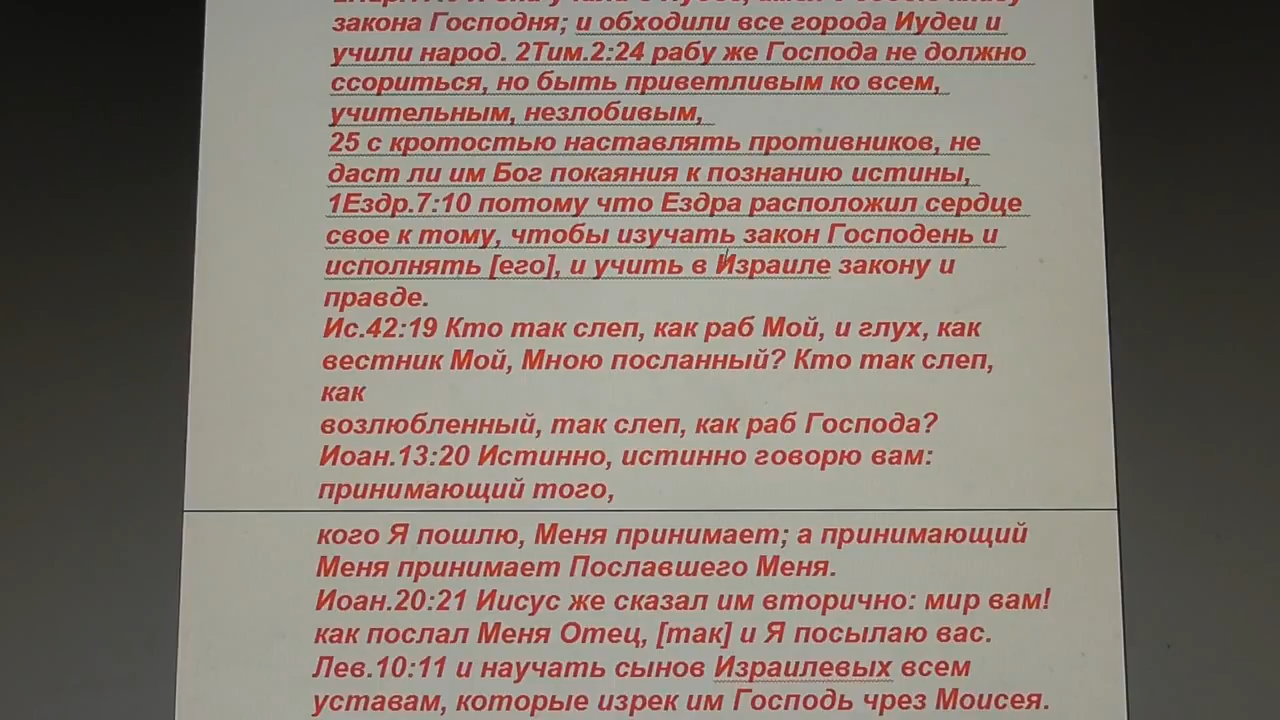 закона Господня; и обходили все города Иудеи и
учили народ. 2Тим.2:24 рабу же Господа не должно
ссориться, но быть приветливым ко всем,
учительным, незлобивым,
25 с кротостью наставлять противников, не
даст ли им Бог покаяния к познанию истины,
1Ездр.7:10 потому что Ездра расположил сердце
свое к тому, чтобы изучать закон Господень и
исполнять [его], и учить в Израиле закону и
правде.
Ис.42:19 Кто так слеп, как раб Мой, и глух, как
вестник Мой, Мною посланный? Кто так слеп,
как
возлюбленный, так слеп, как раб Господа?
Иоан.13:20 Истинно, истинно говорю вам:
принимающий того,
кого Я пошлю, Меня принимает; а принимающий
Меня принимает Пославшего Меня.
Иоан.20:21 Иисус же сказал им вторично: мир вам!
как послал Меня Отец, [так] и Я посылаю вас.
Лев.10:11 и научать сынов Израилевых всем
уставам, которые изрек им Господь чрез Моисея.